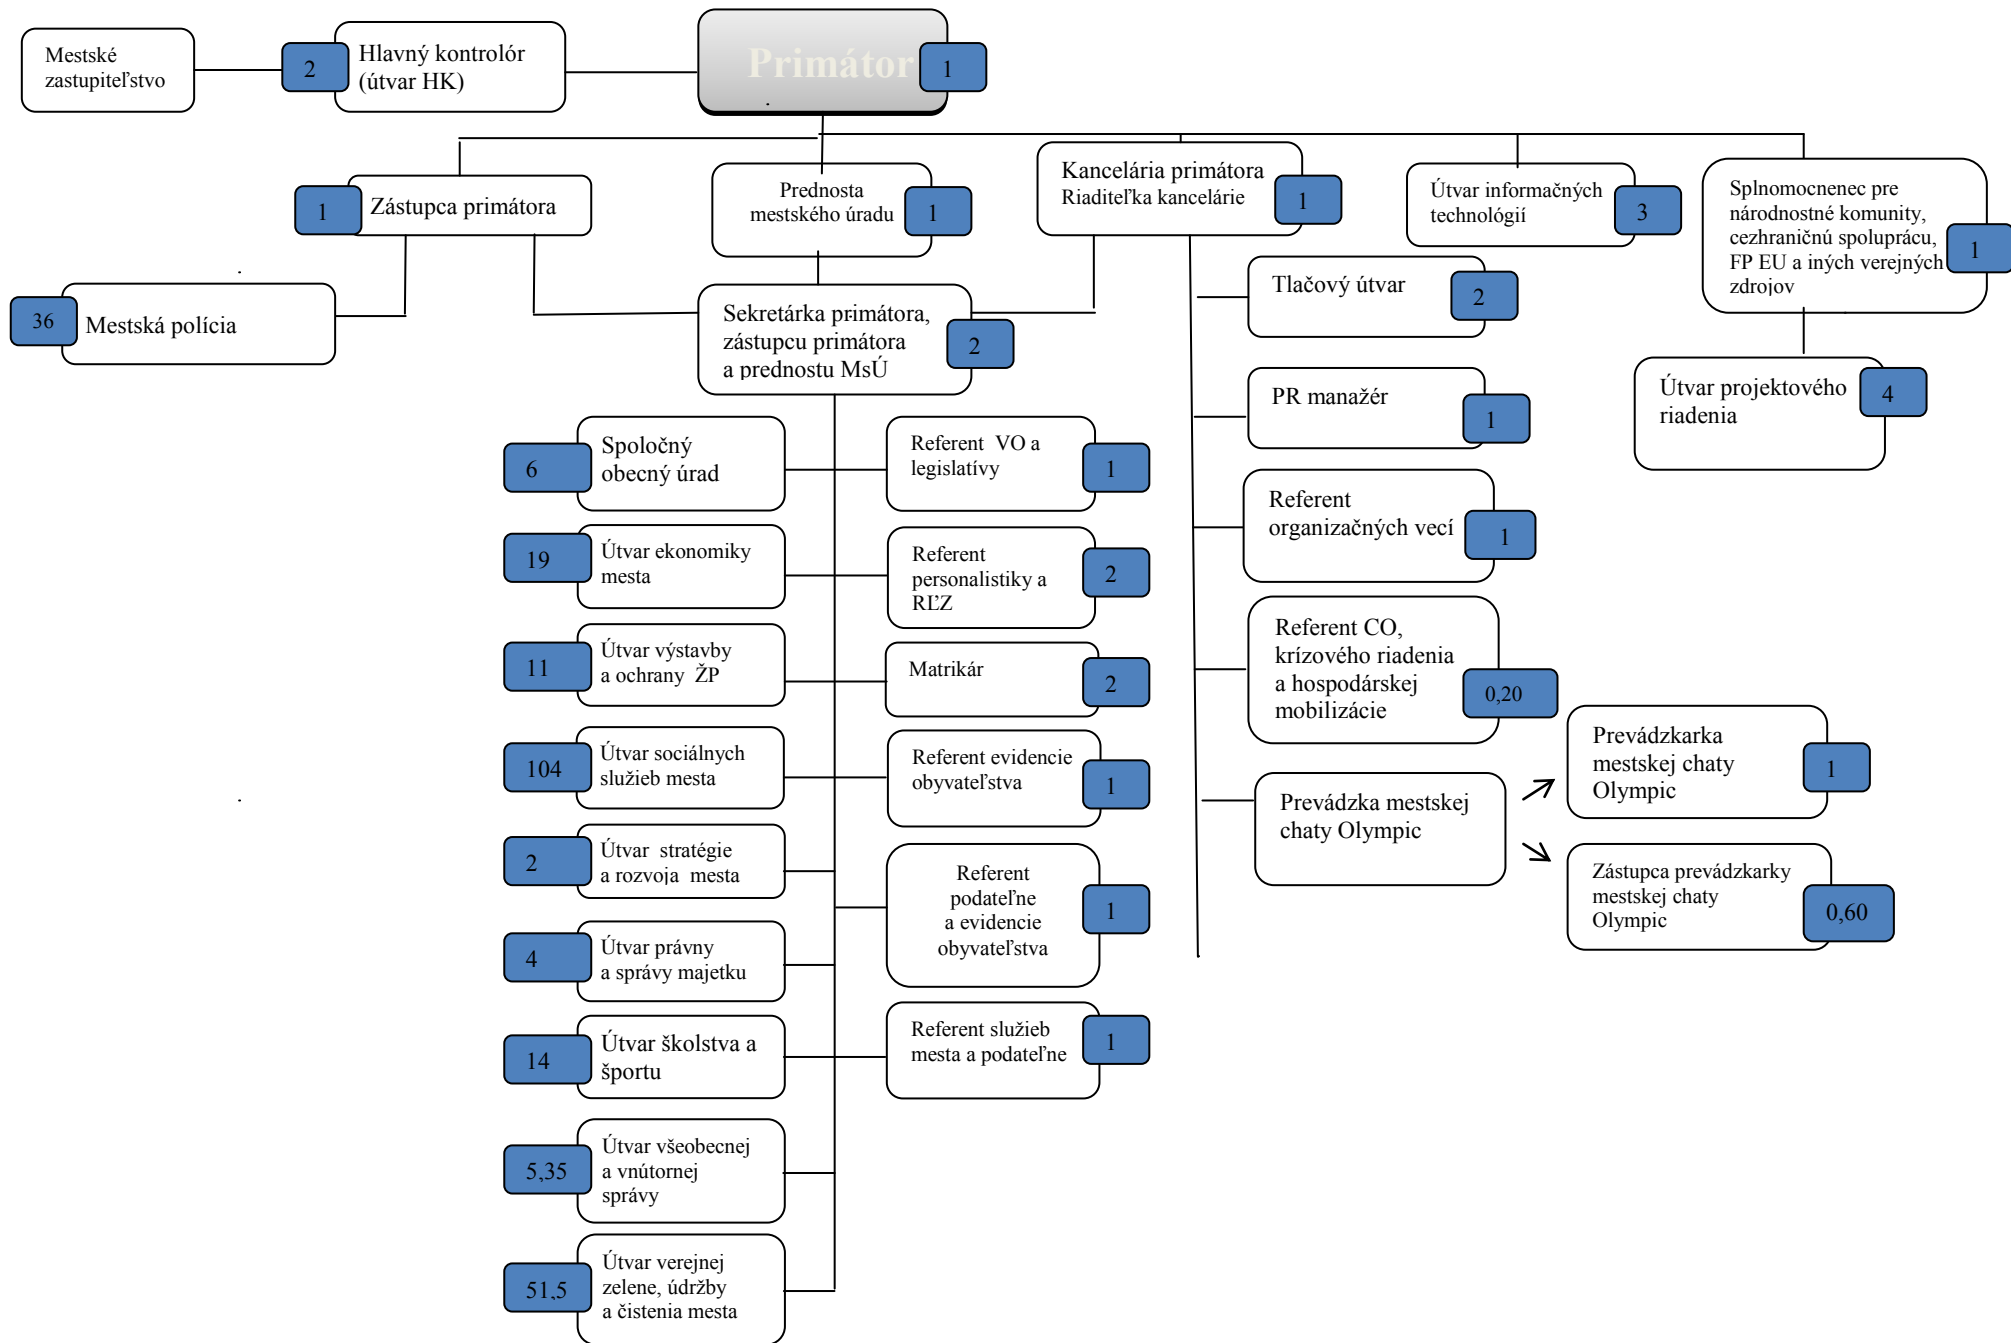 Mestské
zastupiteľstvo
2
Hlavný kontrolór
(útvar HK)
Primátor
1
1
Zástupca primátora
Prednosta
mestského úradu
1
Kancelária primátora
Riaditeľka kancelárie
1
Útvar informačných
technológií
3
Splnomocnenec pre
národnostné komunity,
cezhraničnú spoluprácu,
FP EU a iných verejných
zdrojov
1
36
Mestská polícia
Sekretárka primátora,
zástupcu primátora
a prednostu MsÚ
2
Tlačový útvar
2
Útvar projektového
riadenia
4
PR manažér
1
Referent
organizačných vecí
1
Referent CO,
krízového riadenia
a hospodárskej
mobilizácie
0,20
Prevádzka mestskej
chaty Olympic
Prevádzkarka
mestskej chaty
Olympic
1
Zástupca prevádzkarky
mestskej chaty
Olympic
0,60
6
Spoločný
obecný úrad
Referent VO a
legislatívy
1
19
Útvar ekonomiky
mesta
Referent
personalistiky a
RĽZ
2
11
Útvar výstavby
a ochrany ŽP
Matrikár
2
104
Útvar sociálnych
služieb mesta
Referent evidencie
obyvateľstva
1
2
Útvar stratégie
a rozvoja mesta
Referent
podateľne
a evidencie
obyvateľstva
1
4
Útvar právny
a správy majetku
14
Útvar školstva a
športu
Referent služieb
mesta a podateľne
1
5,35
Útvar všeobecnej
a vnútornej
správy
51,5
Útvar verejnej
zelene, údržby
a čistenia mesta